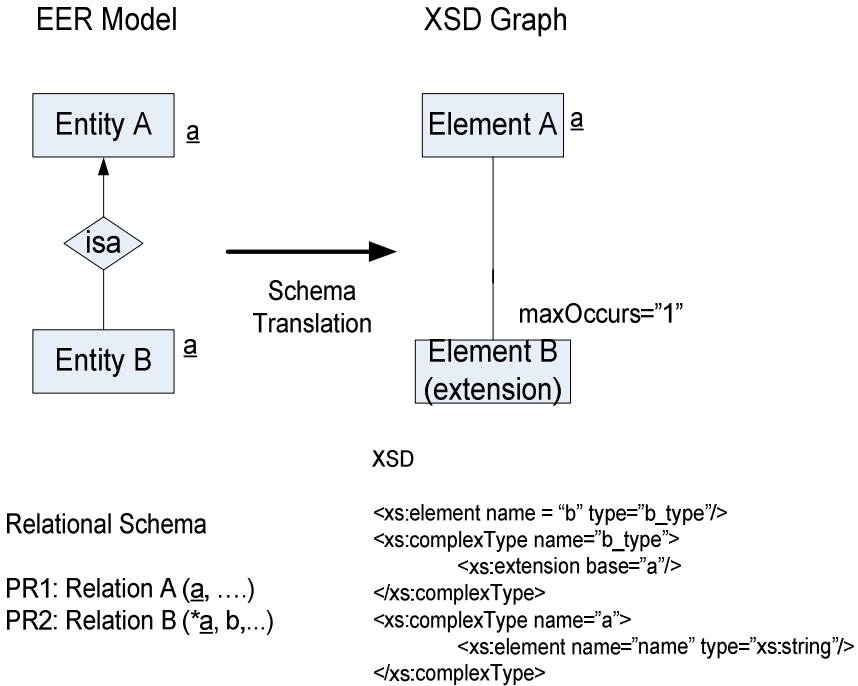 EER Model
XSD Graph
Entity A
a
Element A
a
isa
Schema
Translation
maxOccurs=”1”
Entity B
a
Element B
(extension)
XSD
Relational Schema
PR1: Relation A (a, ….)
PR2: Relation B (*a, b,...)
<xs:element name = “b” type=”b_type”/>
<xs:complexType name=”b_type”>
<xs:extension base=”a”/>
</xs:complexType>
<xs:complexType name=”a”>
<xs:element name=”name” type=”xs:string”/>
</xs:complexType>